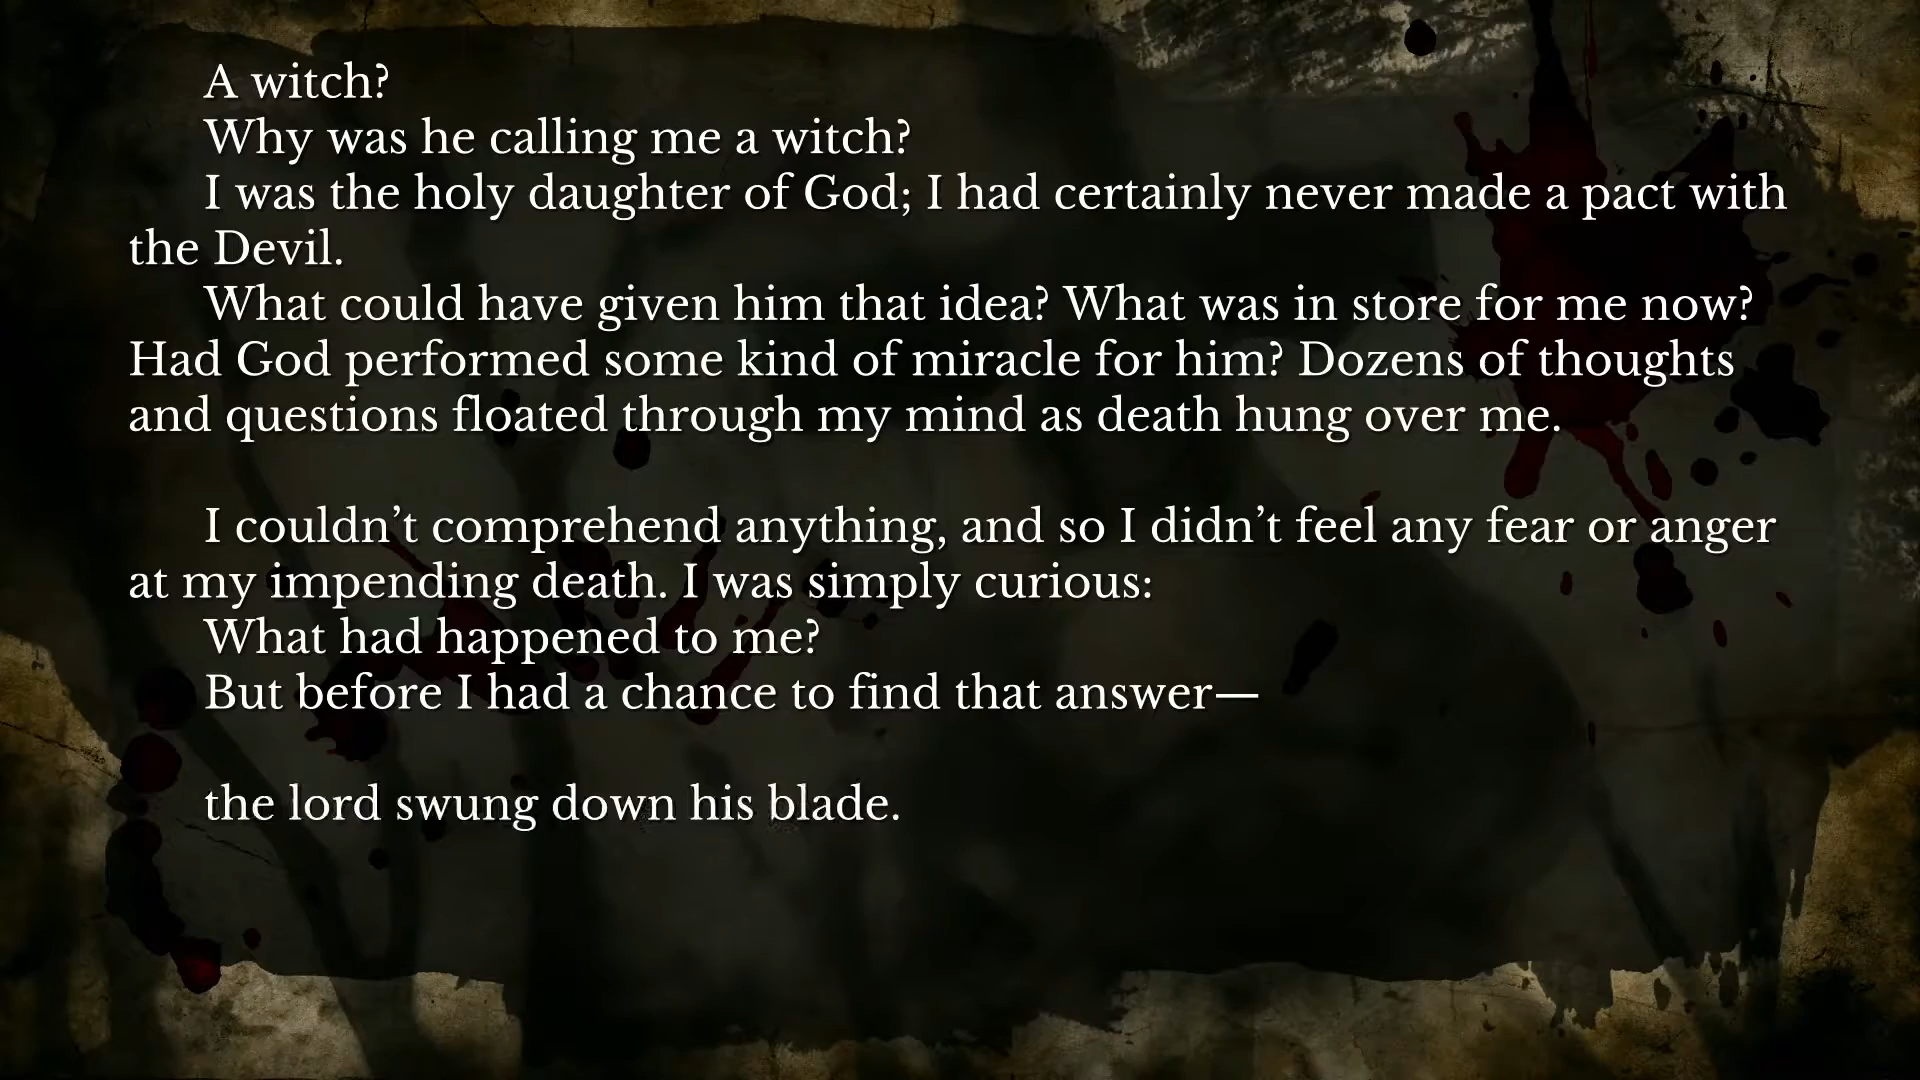 A witch?
Why was he calling me a witch?
I was the holy daughter of God; I had certainly never made a pact with
the Devil.
What could have given him that idea? What was in store for me now?
Had God performed some kind of miracle for him? Dozens of thoughts
and questions floated through my mind as death hung over me.
I couldn’t comprehend anything, and so I didn’t feel any fear or anger
at my impending death. I was simply curious:
What had happened to me?
But before I had a chance to find that answer—
the lord swung down his blade.